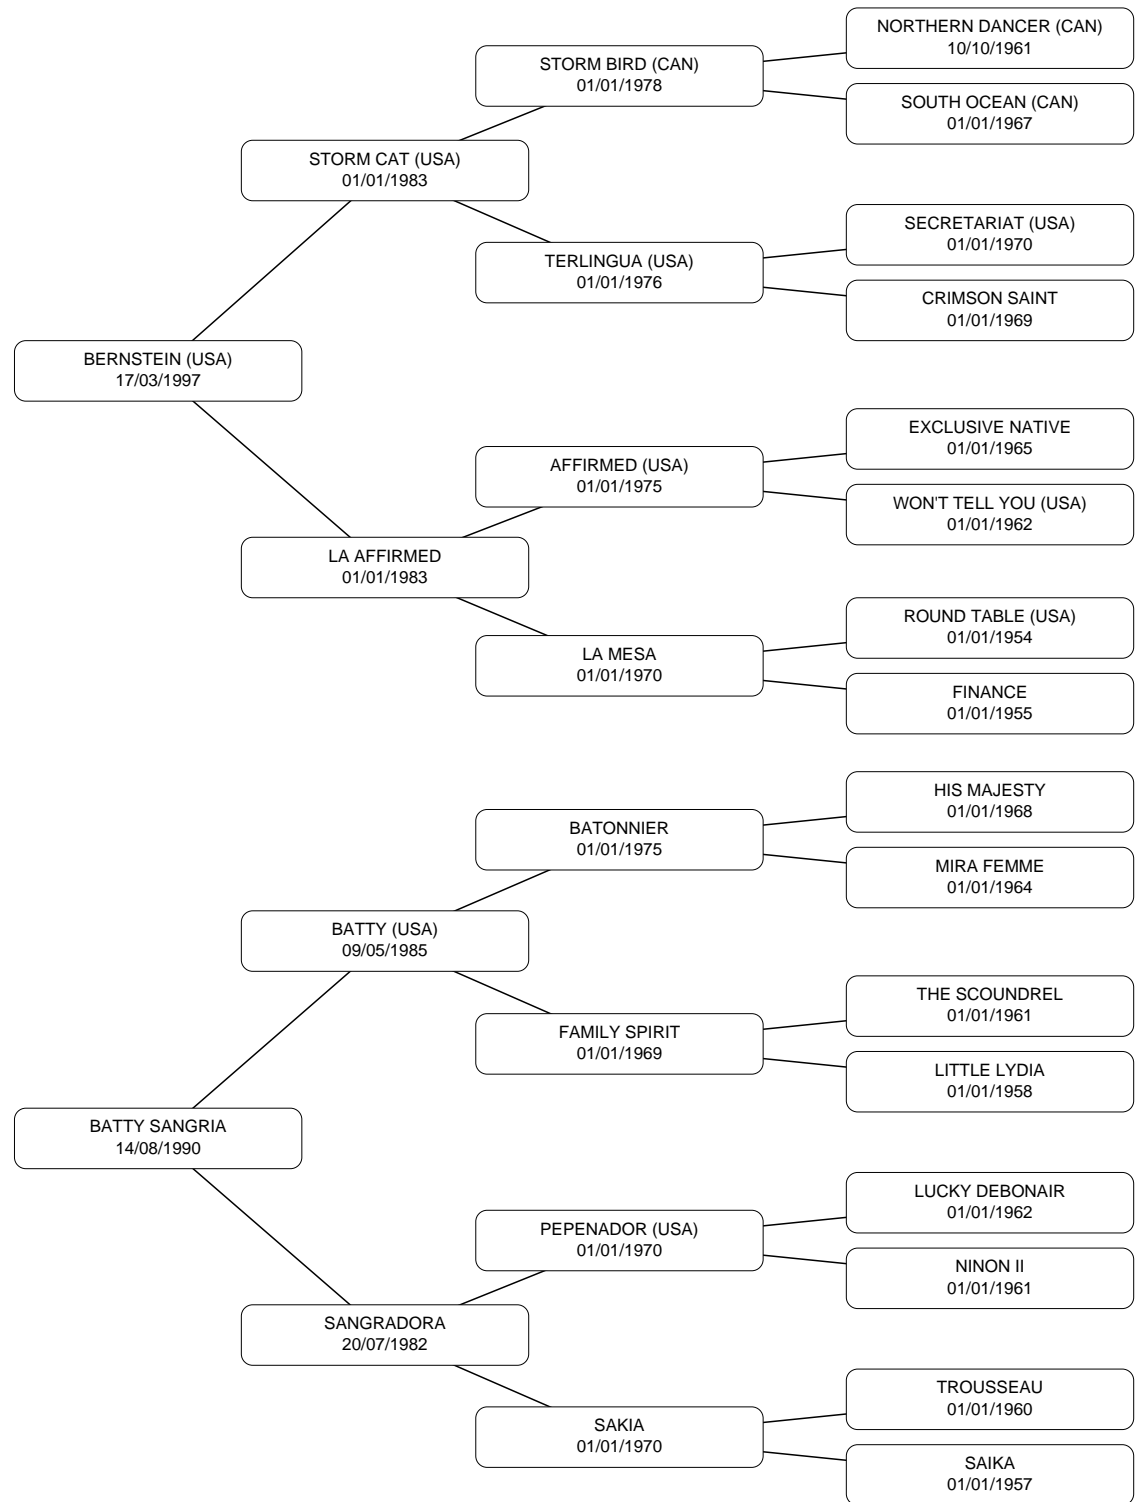 NORTHERN DANCER (CAN)
10/10/1961
STORM BIRD (CAN)
01/01/1978
SOUTH OCEAN (CAN)
01/01/1967
STORM CAT (USA)
01/01/1983
SECRETARIAT (USA)
01/01/1970
TERLINGUA (USA)
01/01/1976
CRIMSON SAINT
01/01/1969
BERNSTEIN (USA)
17/03/1997
EXCLUSIVE NATIVE
01/01/1965
AFFIRMED (USA)
01/01/1975
WON'T TELL YOU (USA)
01/01/1962
LA AFFIRMED
01/01/1983
ROUND TABLE (USA)
01/01/1954
LA MESA
01/01/1970
FINANCE
01/01/1955
HIS MAJESTY
01/01/1968
BATONNIER
01/01/1975
MIRA FEMME
01/01/1964
BATTY (USA)
09/05/1985
THE SCOUNDREL
01/01/1961
FAMILY SPIRIT
01/01/1969
LITTLE LYDIA
01/01/1958
BATTY SANGRIA
14/08/1990
LUCKY DEBONAIR
01/01/1962
PEPENADOR (USA)
01/01/1970
NINON II
01/01/1961
SANGRADORA
20/07/1982
TROUSSEAU
01/01/1960
SAKIA
01/01/1970
SAIKA
01/01/1957